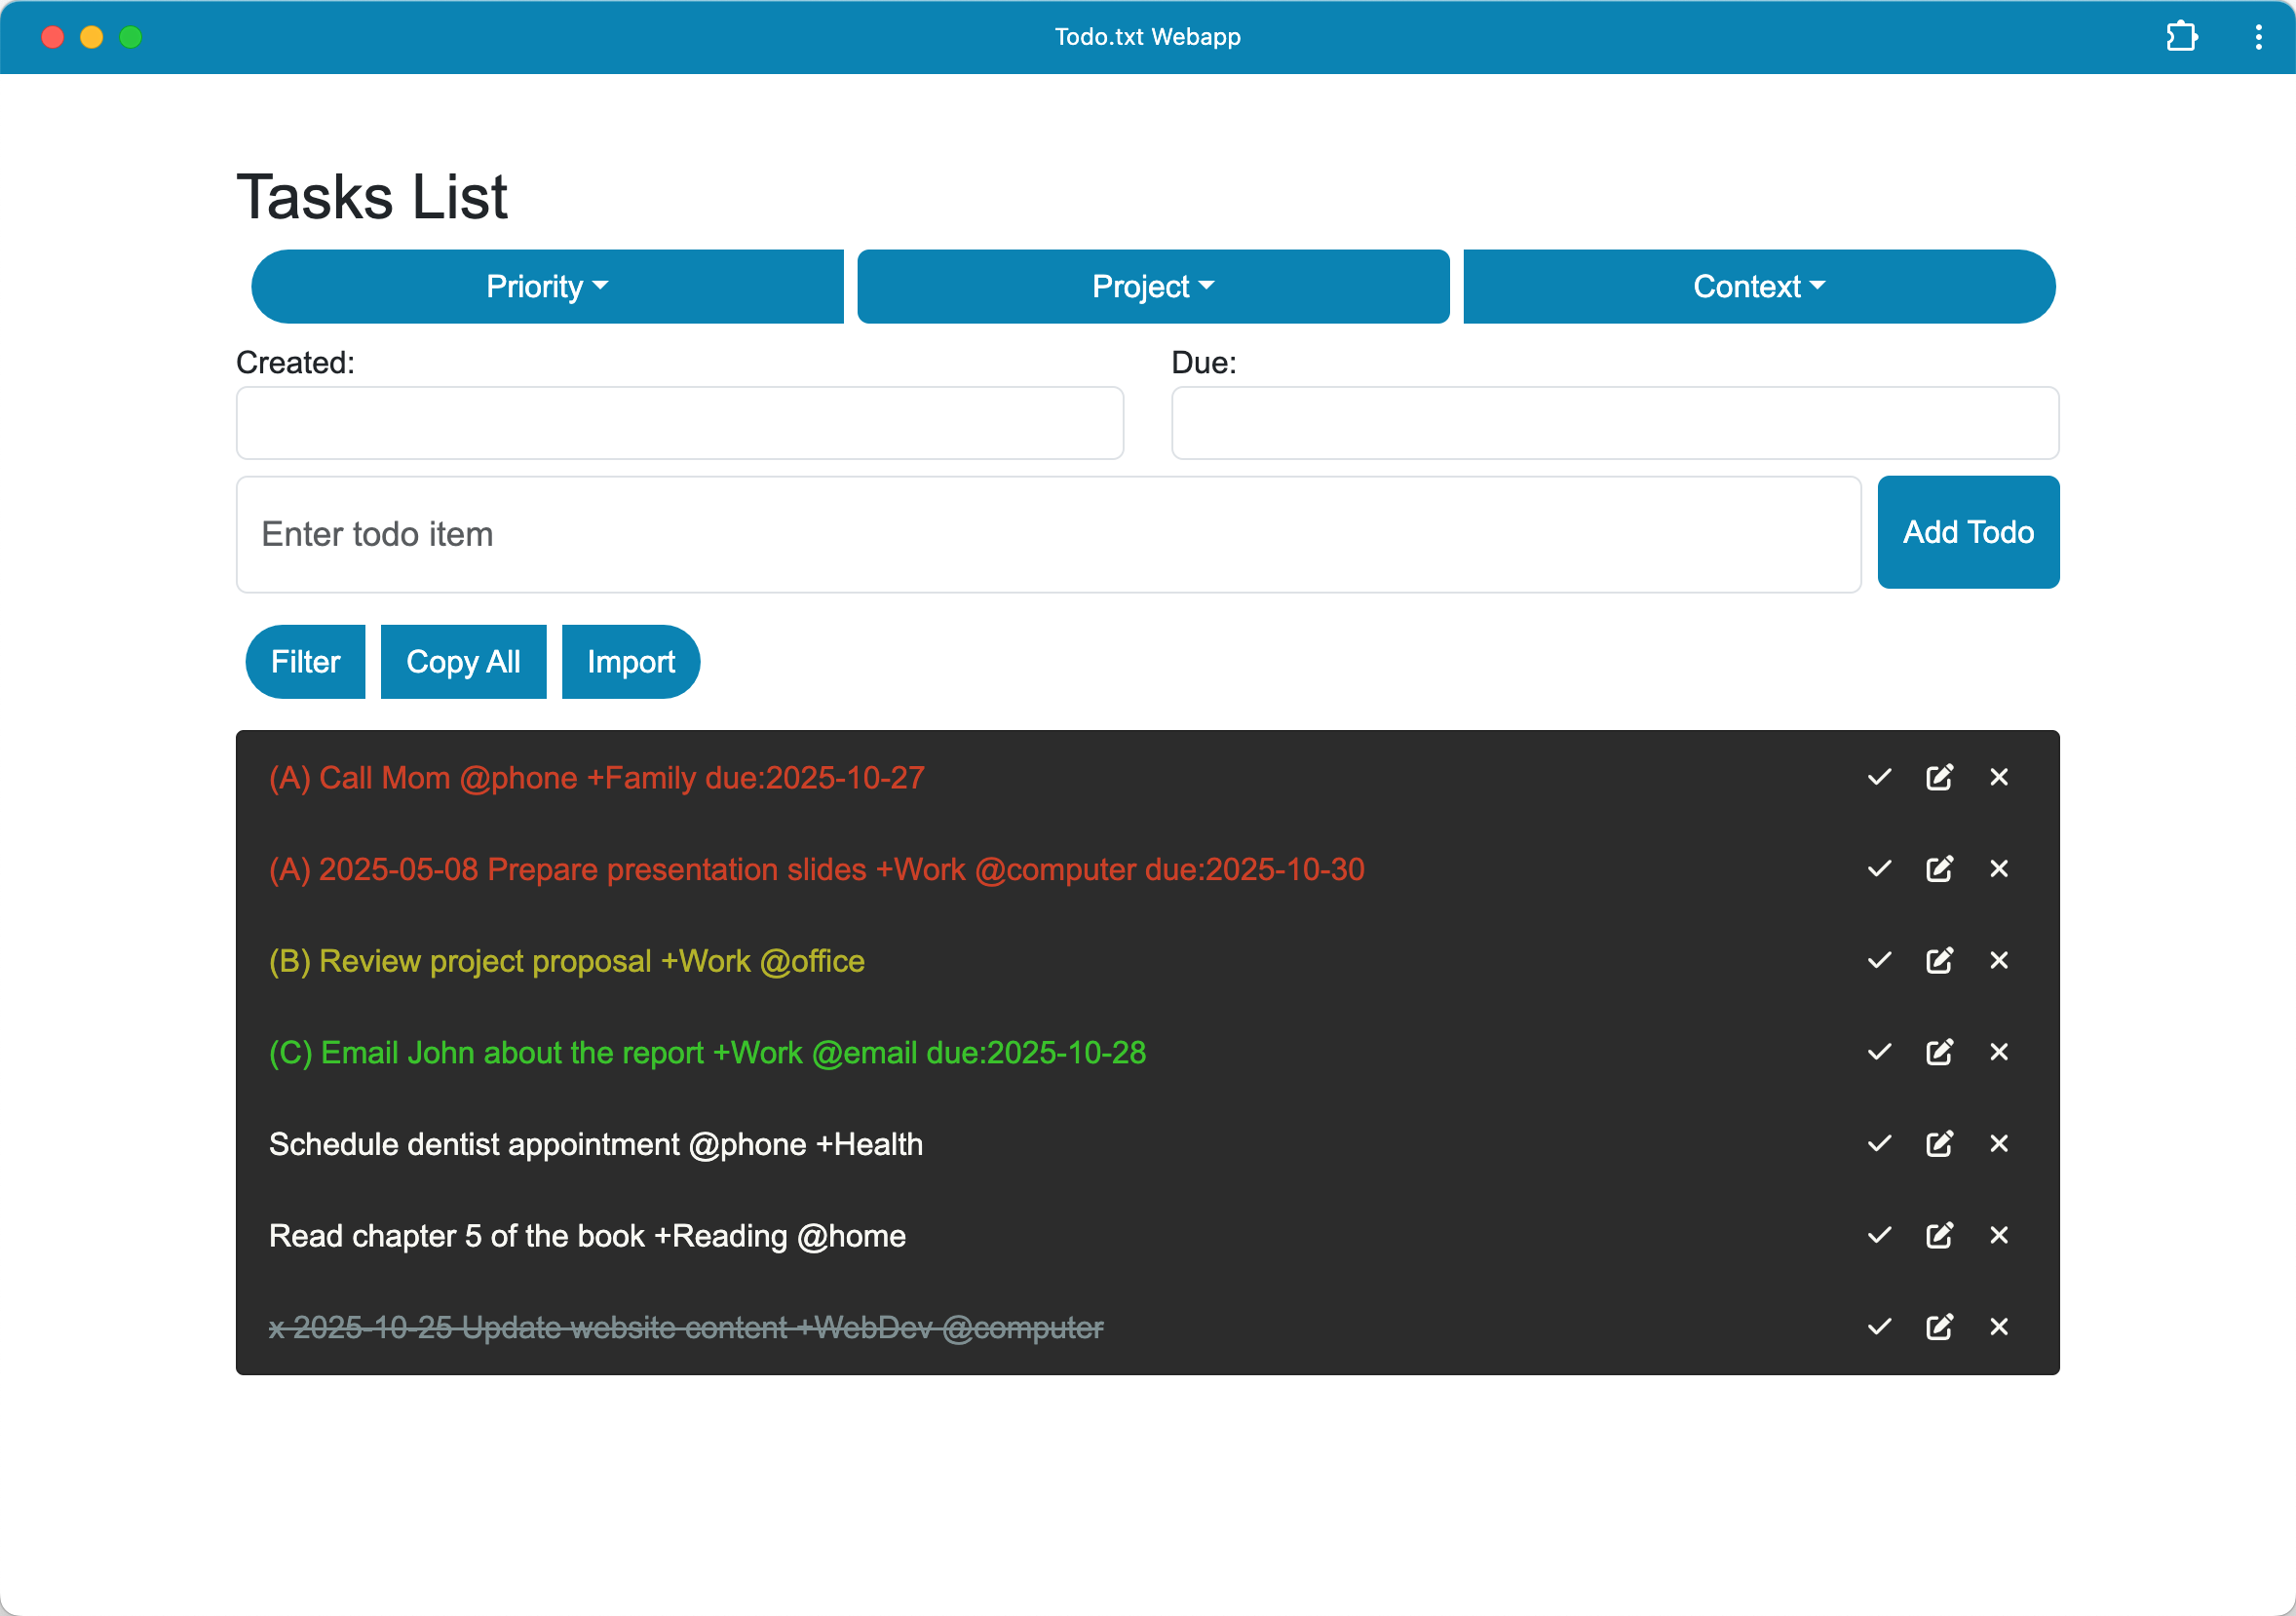 Todo.txt Webapp
Tasks List
Priority Project Context
Created: Due:
Enter todo item Add Todo
Filter Copy All Import
(A) Call Mom @phone +Family due:2025-10-27
(A) 2025-05-08 Prepare presentation slides +Work @computer due:2025-10-30
(B) Review project proposal +Work @office
(C) Email John about the report +Work @email due:2025-10-28
Schedule dentist appointment @phone +Health
Read chapter 5 of the book +Reading @home
x 2025-10-25 Update website content +WebDev @computer